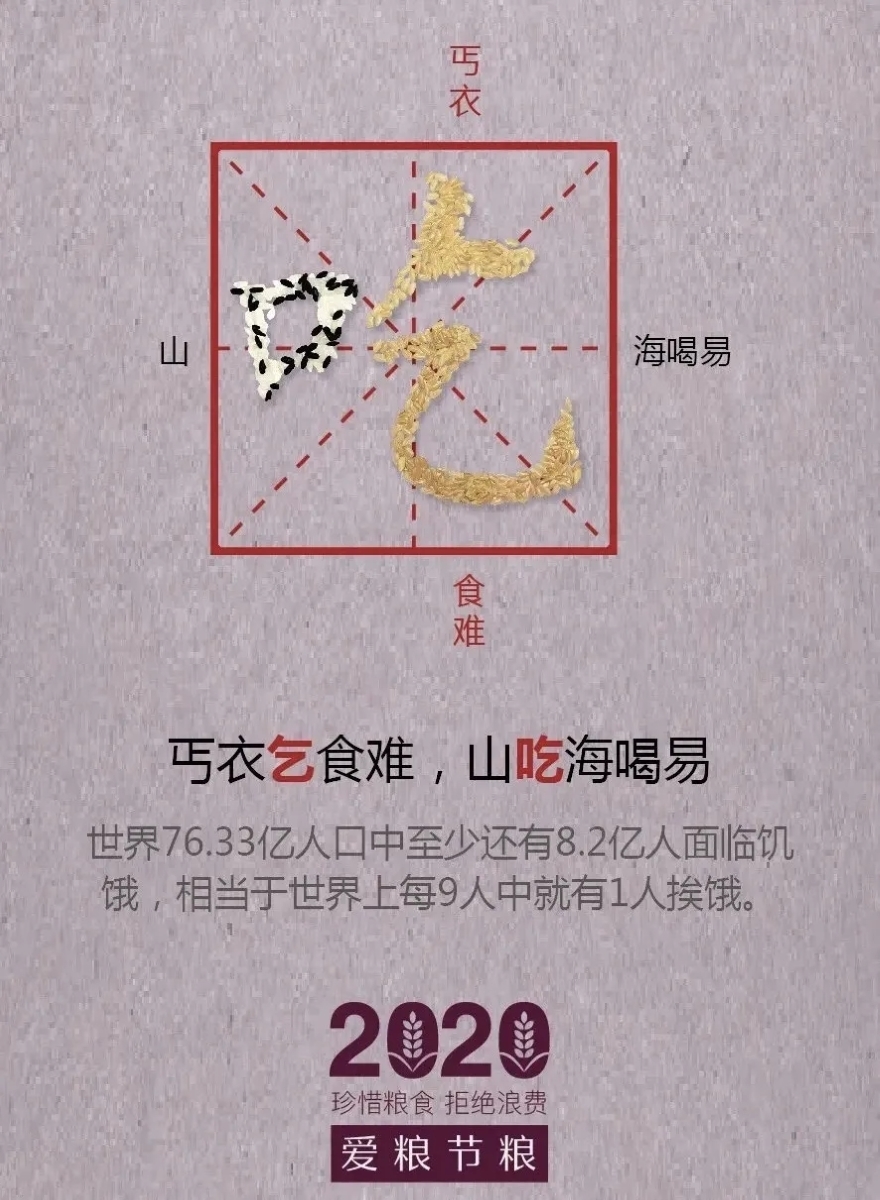 丐衣
吃
山
海喝易
食难
丐衣乞食难，山吃海喝易
世界76.33亿人口中至少还有8.2亿人面临饥
饿，相当于世界上每9人中就有1人挨饿。
2020
珍惜粮食 拒绝浪费
爱粮节粮